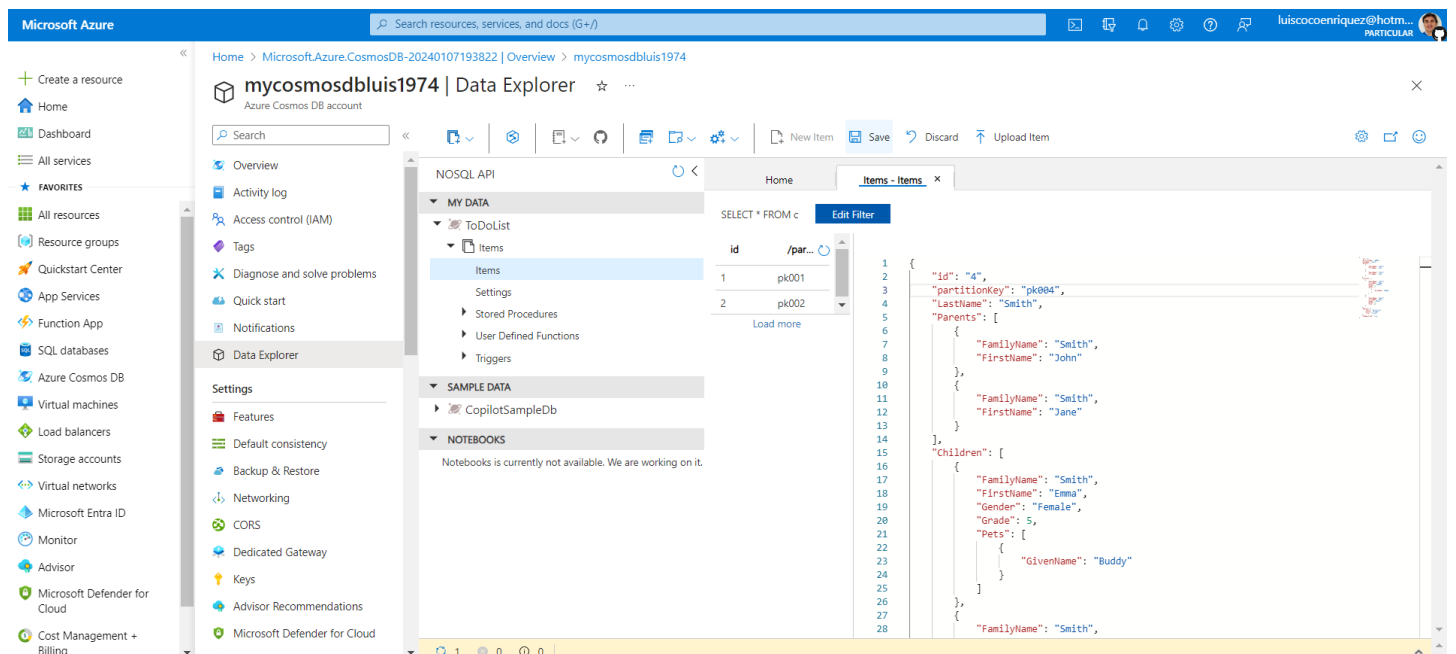 Microsoft Azure
Search resources, services, and docs (G+/)
luiscocoenriquez@hotm...
PARTICULAR
Create a resource
Home
Dashboard
All services
FAVORITES
All resources
Resource groups
Quickstart Center
App Services
Function App
SQL databases
Azure Cosmos DB
Virtual machines
Load balancers
Storage accounts
Virtual networks
Microsoft Entra ID
Monitor
Advisor
Microsoft Defender for
Cloud
Cost Management +
Billing
Home > Microsoft.Azure.CosmosDB-20240107193822 | Overview > mycosmosdbluis1974
mycosmosdbluis1974 | Data Explorer
Azure Cosmos DB account
Search
Overview
Activity log
Access control (IAM)
Tags
Diagnose and solve problems
Quick start
Notifications
Data Explorer
Settings
Features
Default consistency
Backup & Restore
Networking
CORS
Dedicated Gateway
Keys
Advisor Recommendations
Microsoft Defender for Cloud
New Item Save Discard Upload Item
NOSQL API
MY DATA
ToDoList
Items
Items
Settings
Stored Procedures
User Defined Functions
Triggers
SAMPLE DATA
CopilotSampleDb
NOTEBOOKS
Notebooks is currently not available. We are working on it.
Home Items - Items
SELECT * FROM c Edit Filter
id /par...
1 pk001
2 pk002
Load more
1 {
2 "id": "4",
3 "partitionKey": "pk004",
4 "LastName": "Smith",
5 "Parents": [
6 {
7 "FamilyName": "Smith",
8 "FirstName": "John"
9 },
10 {
11 "FamilyName": "Smith",
12 "FirstName": "Jane"
13 }
14 ],
15 "Children": [
16 {
17 "FamilyName": "Smith",
18 "FirstName": "Emma",
19 "Gender": "Female",
20 "Grade": 5,
21 "Pets": [
22 {
23 "GivenName": "Buddy"
24 }
25 ]
26 },
27 {
28 "FamilyName": "Smith",
1 0 0